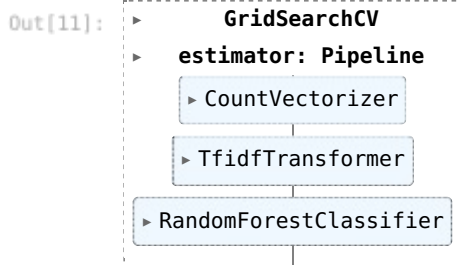 Out[11]:
▸ GridSearchCV
▸ estimator: Pipeline
▸ CountVectorizer
▸ TfidfTransformer
▸ RandomForestClassifier